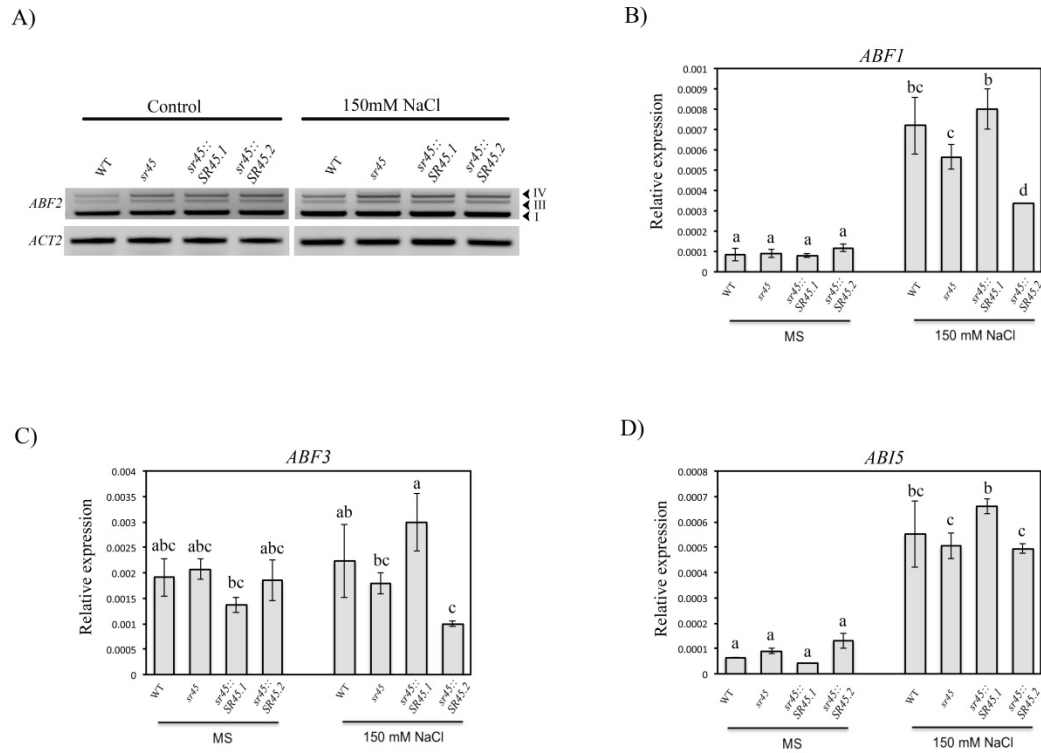 A)
Control
150mM NaCl
WT
sr45
sr45::
SR45.1
sr45::
SR45.2
WT
sr45
sr45::
SR45.1
sr45::
SR45.2
ABF2
IV
III
I
ACT2
B)
ABF1
Relative expression
0.001
0.0009
0.0008
0.0007
0.0006
0.0005
0.0004
0.0003
0.0002
0.0001
0
a
a
a
a
bc
c
b
d
WT
sr45
sr45::
SR45.1
sr45::
SR45.2
WT
sr45
sr45::
SR45.1
sr45::
SR45.2
MS
150 mM NaCl
C)
ABF3
Relative expression
0.004
0.0035
0.003
0.0025
0.002
0.0015
0.001
0.0005
0
abc
abc
bc
abc
ab
bc
a
c
WT
sr45
sr45::
SR45.1
sr45::
SR45.2
WT
sr45
sr45::
SR45.1
sr45::
SR45.2
MS
150 mM NaCl
D)
ABI5
Relative expression
0.0008
0.0007
0.0006
0.0005
0.0004
0.0003
0.0002
0.0001
0
a
a
a
a
bc
c
b
c
WT
sr45
sr45::
SR45.1
sr45::
SR45.2
WT
sr45
sr45::
SR45.1
sr45::
SR45.2
MS
150 mM NaCl